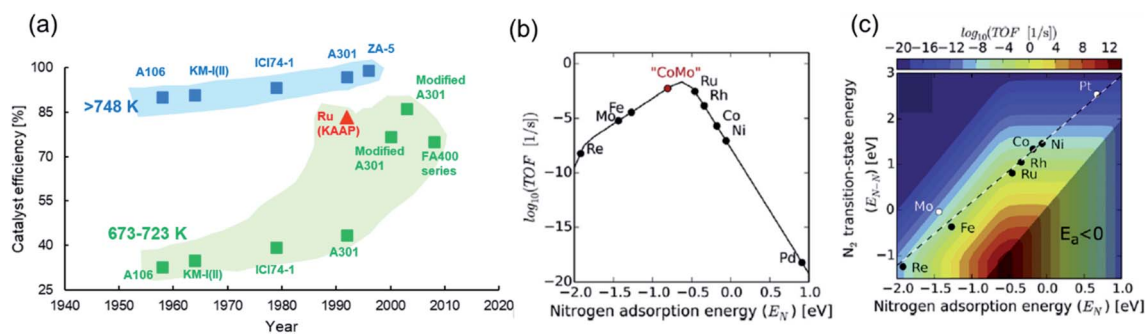 (a)
Catalyst efficiency [%]
100
85
70
55
40
25
1940
1950
1960
1970
1980
1990
2000
2010
2020
Year
>748 K
A106
KM-I(II)
ICI74-1
A301
ZA-5
Modified
A301
Ru
(KAAP)
Modified
A301
FA400
series
673-723 K
A106
KM-I(II)
ICI74-1
A301
(b)
log10(TOF [1/s])
0
−5
−10
−15
−20
"CoMo"
Ru
Rh
Co
Ni
Fe
Mo
Re
Pd
−2.0
−1.5
−1.0
−0.5
0.0
0.5
1.0
Nitrogen adsorption energy (EN) [eV]
(c)
log10(TOF [1/s])
−20 −16 −12 −8 −4 0 4 8 12
N2 transition-state energy
(EN−N) [eV]
3
2
1
0
−1
Pt
Co
Ni
Rh
Ru
Mo
Fe
Re
Ea<0
−2.0
−1.5
−1.0
−0.5
0.0
0.5
1.0
Nitrogen adsorption energy (EN) [eV]